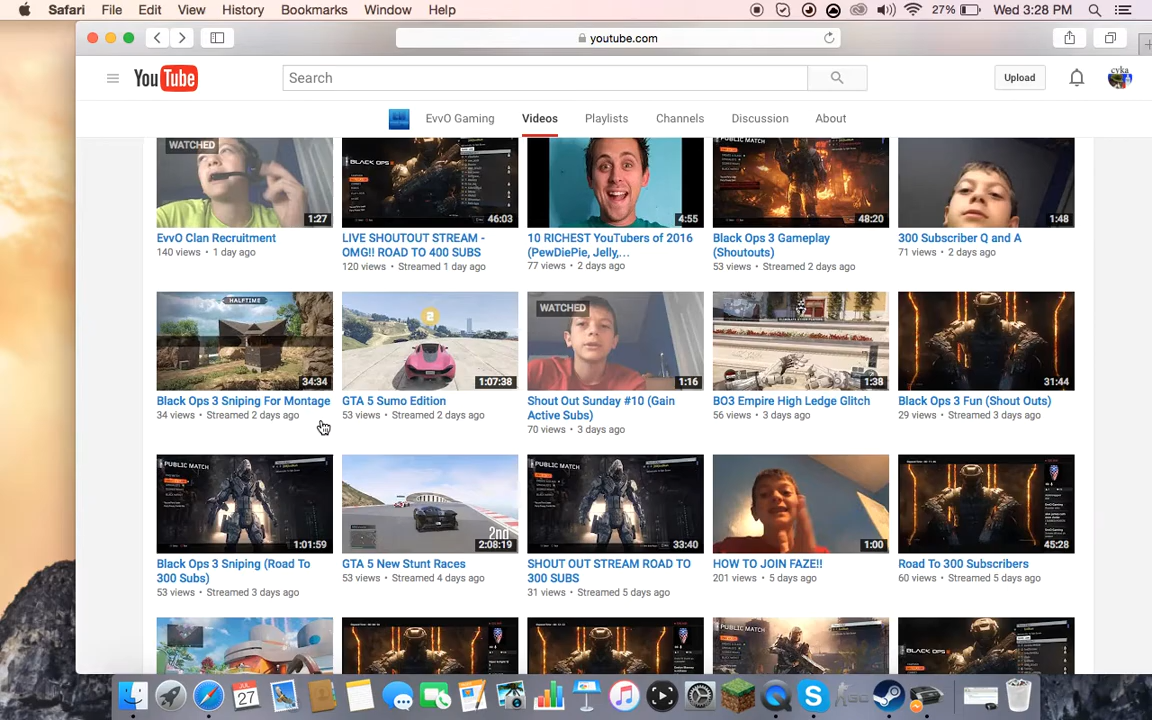 Safari File Edit View History Bookmarks Window Help 27% Wed 3:28 PM
youtube.com
YouTube Search Upload cyka
EvvO Gaming Videos Playlists Channels Discussion About
WATCHED 1:27 BLACK OPS 46:03 4:55 BLACK OPS 48:20 1:48
EvvO Clan Recruitment
140 views • 1 day ago
LIVE SHOUTOUT STREAM -
OMG!! ROAD TO 400 SUBS
120 views • Streamed 1 day ago
10 RICHEST YouTubers of 2016
(PewDiePie, Jelly,...
77 views • 2 days ago
Black Ops 3 Gameplay
(Shoutouts)
53 views • Streamed 2 days ago
300 Subscriber Q and A
71 views • 2 days ago
HALFTIME 34:34 2 1:07:38 WATCHED 1:16 1:38 31:44
Black Ops 3 Sniping For Montage
34 views • Streamed 2 days ago
GTA 5 Sumo Edition
53 views • Streamed 2 days ago
Shout Out Sunday #10 (Gain
Active Subs)
70 views • 3 days ago
BO3 Empire High Ledge Glitch
56 views • 3 days ago
Black Ops 3 Fun (Shout Outs)
29 views • Streamed 3 days ago
PUBLIC MATCH 1:01:59 2nd 2:08:19 PUBLIC MATCH 33:40 1:00 45:28
Black Ops 3 Sniping (Road To
300 Subs)
53 views • Streamed 3 days ago
GTA 5 New Stunt Races
53 views • Streamed 4 days ago
SHOUT OUT STREAM ROAD TO
300 SUBS
31 views • Streamed 5 days ago
HOW TO JOIN FAZE!!
201 views • 5 days ago
Road To 300 Subscribers
60 views • Streamed 5 days ago
PUBLIC MATCH BLACK OPS
JUL
27
GO